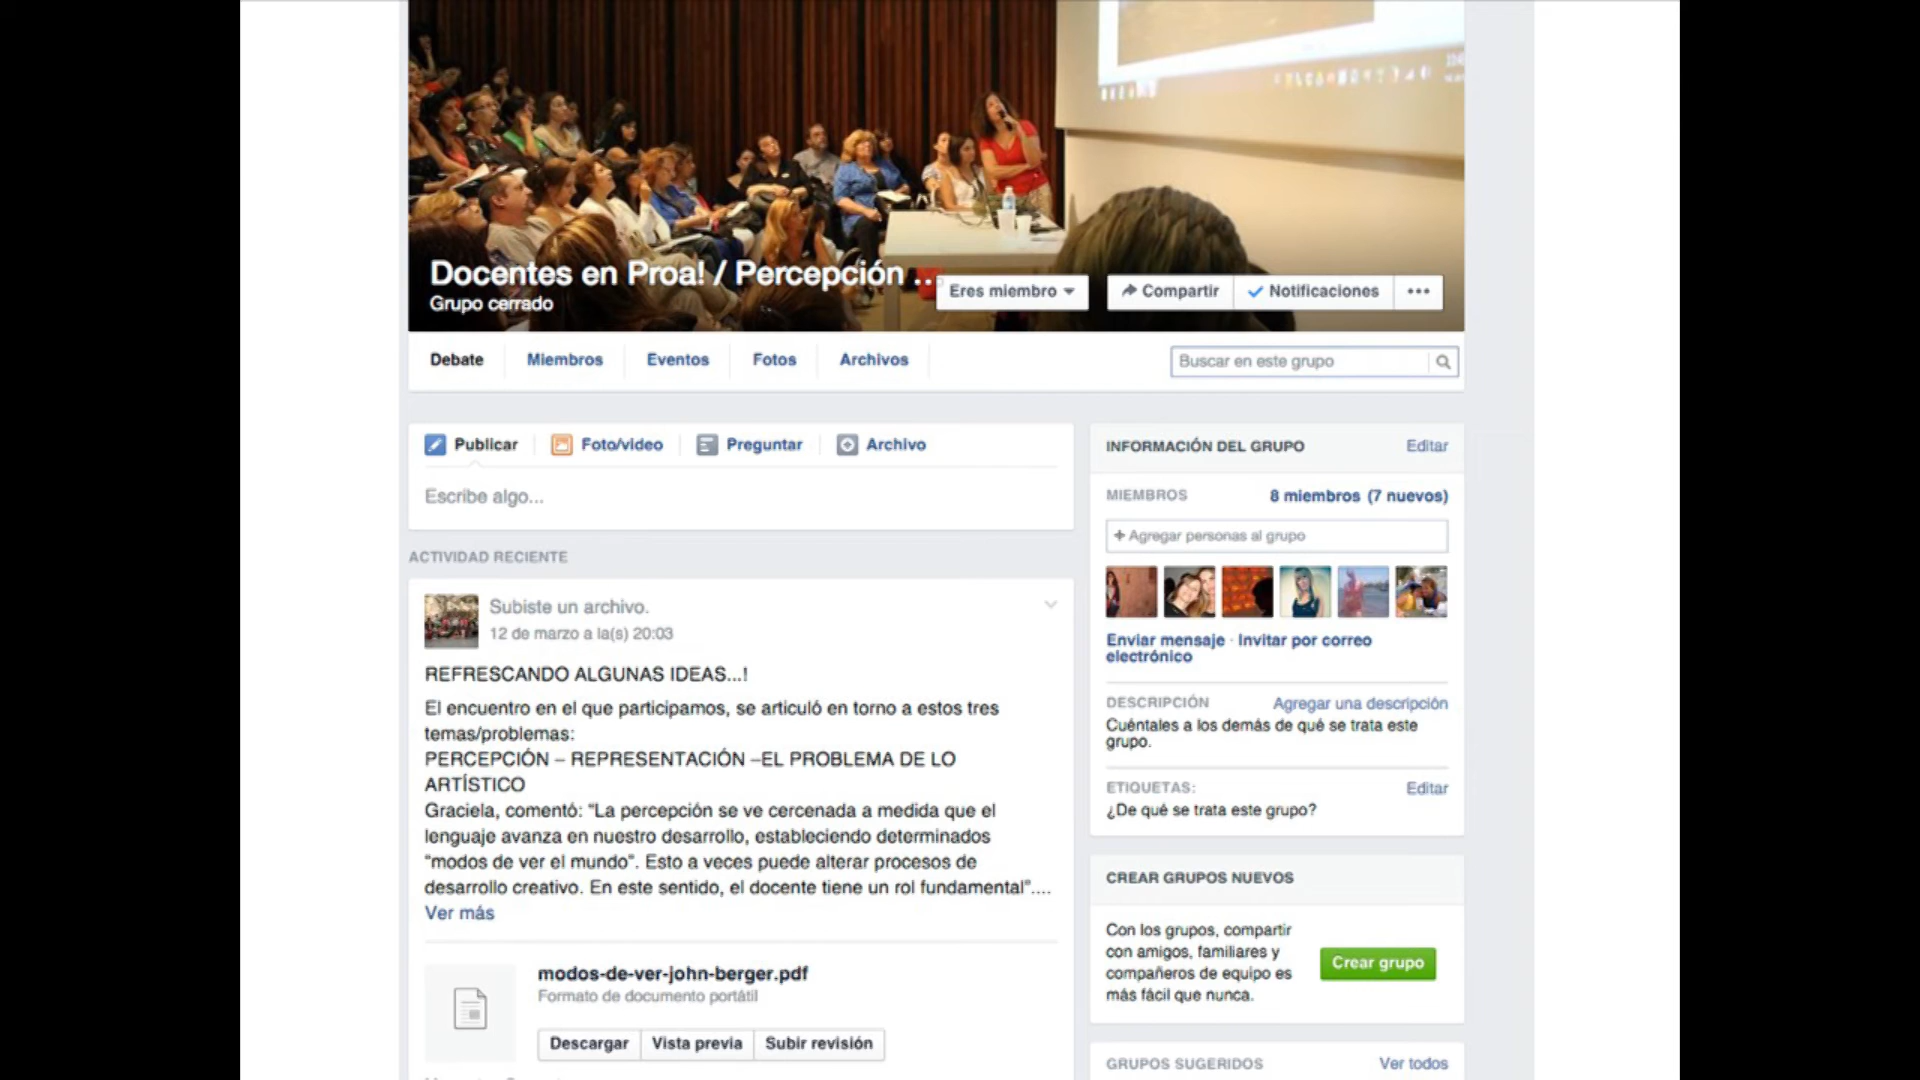 Docentes en Proa! / Percepción ...
Grupo cerrado
Eres miembro
Compartir
Notificaciones
Debate
Miembros
Eventos
Fotos
Archivos
Buscar en este grupo
Publicar
Foto/video
Preguntar
Archivo
Escribe algo...
ACTIVIDAD RECIENTE
Subiste un archivo.
12 de marzo a la(s) 20:03
REFRESCANDO ALGUNAS IDEAS...!
El encuentro en el que participamos, se articuló en torno a estos tres
temas/problemas:
PERCEPCIÓN – REPRESENTACIÓN –EL PROBLEMA DE LO
ARTÍSTICO
Graciela, comentó: “La percepción se ve cercenada a medida que el
lenguaje avanza en nuestro desarrollo, estableciendo determinados
“modos de ver el mundo”. Esto a veces puede alterar procesos de
desarrollo creativo. En este sentido, el docente tiene un rol fundamental”....
Ver más
modos-de-ver-john-berger.pdf
Formato de documento portátil
Descargar
Vista previa
Subir revisión
INFORMACIÓN DEL GRUPO
Editar
MIEMBROS
8 miembros (7 nuevos)
+ Agregar personas al grupo
Enviar mensaje · Invitar por correo
electrónico
DESCRIPCIÓN
Agregar una descripción
Cuéntales a los demás de qué se trata este
grupo.
ETIQUETAS:
Editar
¿De qué se trata este grupo?
CREAR GRUPOS NUEVOS
Con los grupos, compartir
con amigos, familiares y
compañeros de equipo es
más fácil que nunca.
Crear grupo
GRUPOS SUGERIDOS
Ver todos